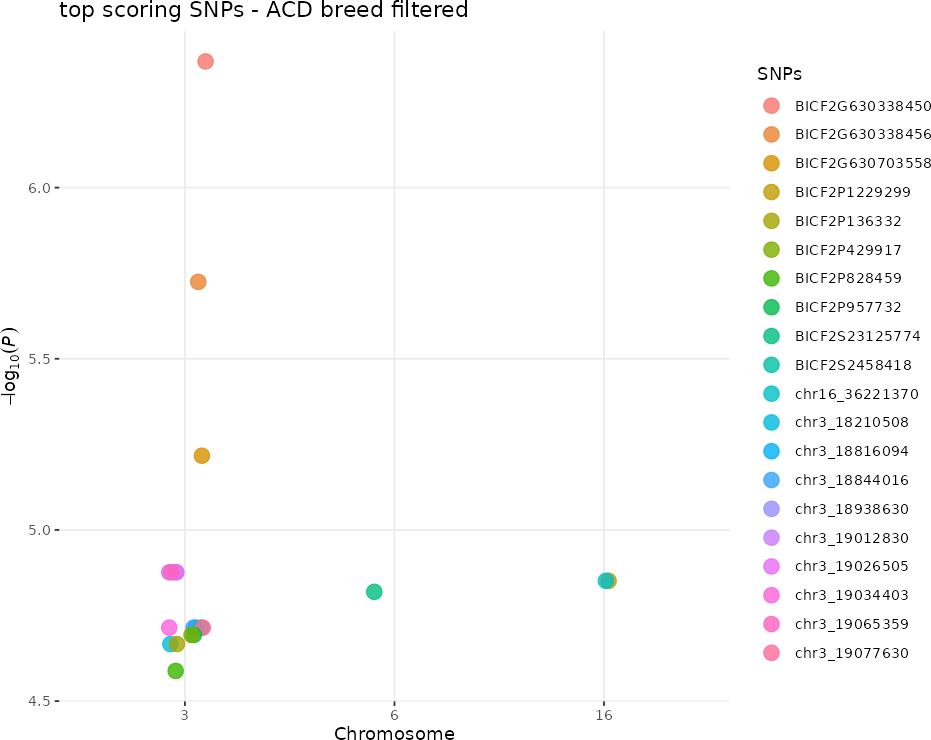 top scoring SNPs - ACD breed filtered
SNPs
BICF2G630338450
BICF2G630338456
BICF2G630703558
BICF2P1229299
BICF2P136332
BICF2P429917
BICF2P828459
BICF2P957732
BICF2S23125774
BICF2S2458418
chr16_36221370
chr3_18210508
chr3_18816094
chr3_18844016
chr3_18938630
chr3_19012830
chr3_19026505
chr3_19034403
chr3_19065359
chr3_19077630
−log10(P)
6.0
5.5
5.0
4.5
3 6 16
Chromosome